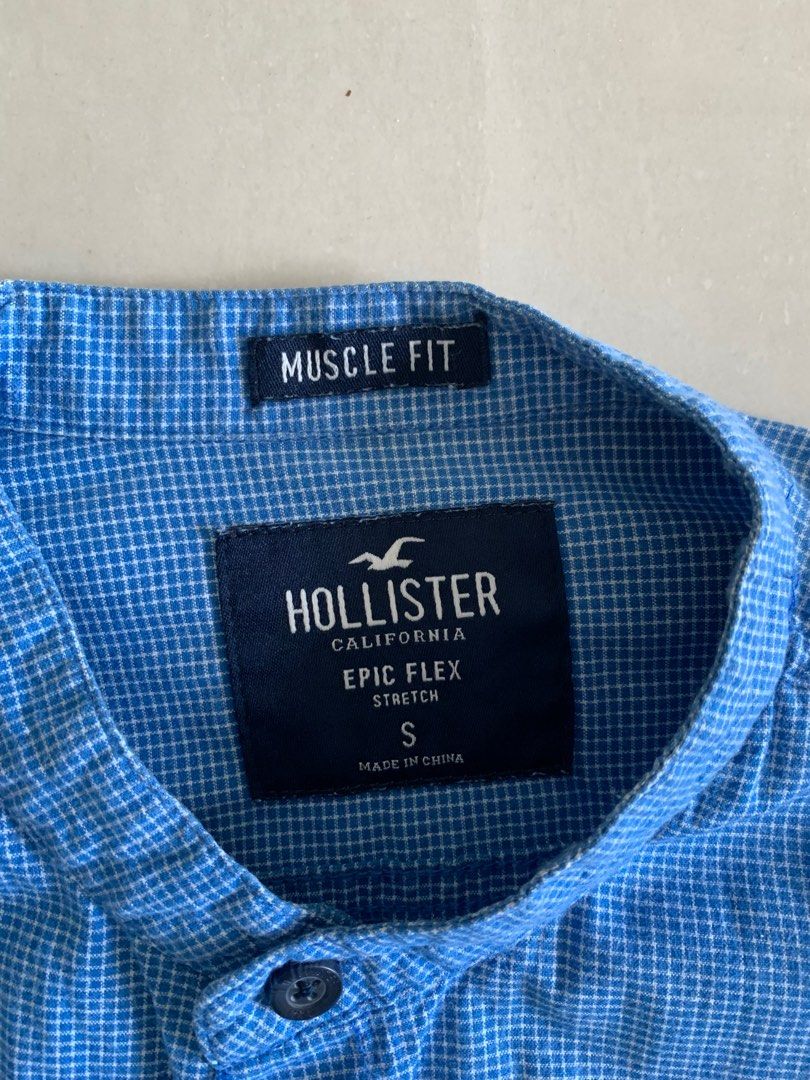 MUSCLE FIT
HOLLISTER
CALIFORNIA
EPIC FLEX
STRETCH
S
MADE IN CHINA